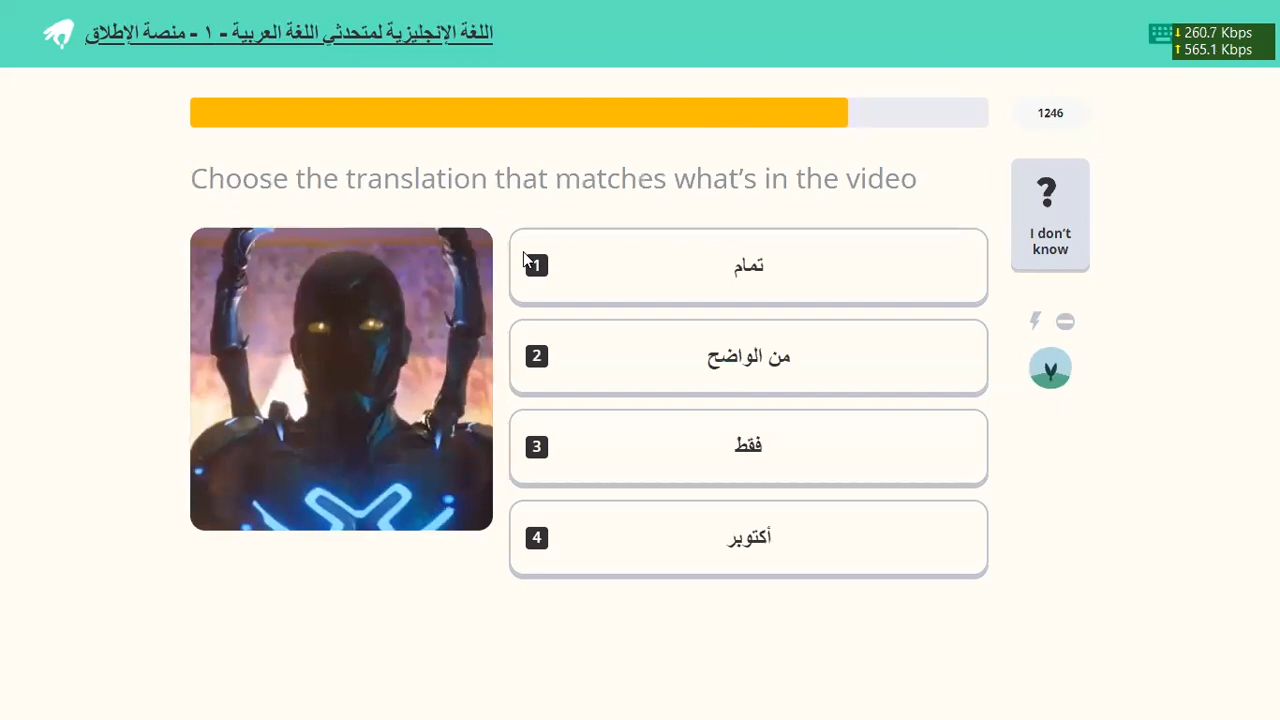 اللغة الإنجليزية لمتحدثي اللغة العربية - ١ - منصة الإطلاق
↓ 260.7 Kbps
↑ 565.1 Kbps
1246
Choose the translation that matches what's in the video
?
I don't
know
1 تمام
2 من الواضح
3 فقط
4 أكتوبر